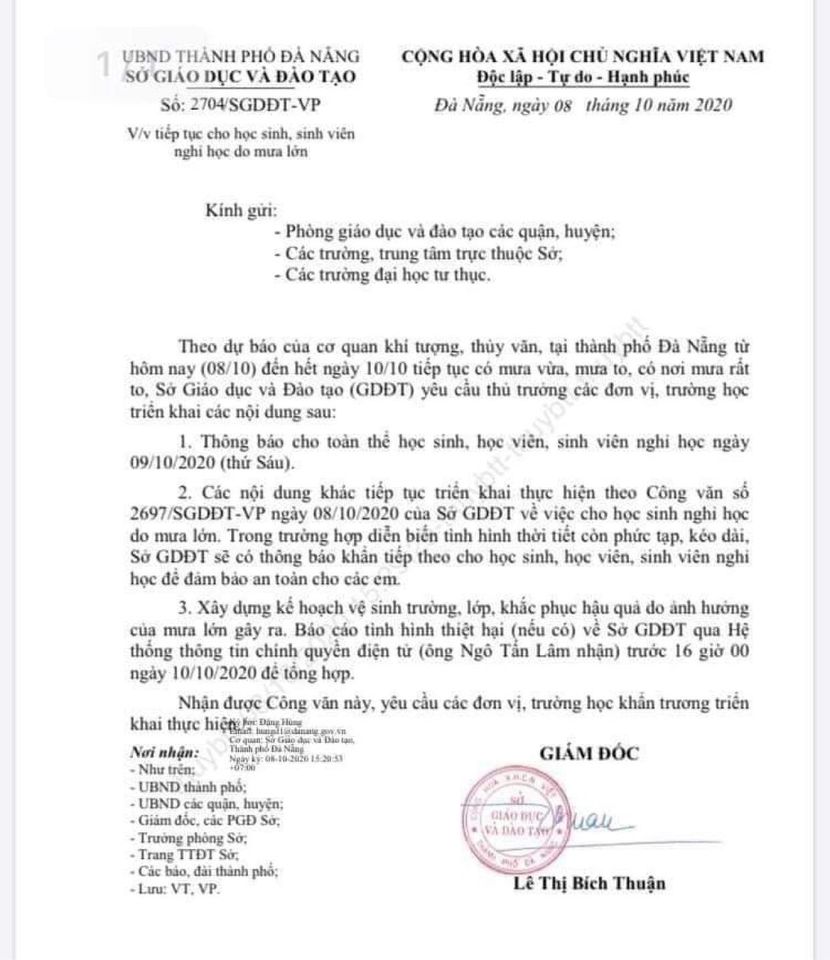 1
UBND THÀNH PHỐ ĐÀ NẴNG
SỞ GIÁO DỤC VÀ ĐÀO TẠO
Số: 2704/SGDĐT-VP
V/v tiếp tục cho học sinh, sinh viên
nghỉ học do mưa lớn
CỘNG HÒA XÃ HỘI CHỦ NGHĨA VIỆT NAM
Độc lập - Tự do - Hạnh phúc
Đà Nẵng, ngày 08 tháng 10 năm 2020
Kính gửi:
- Phòng giáo dục và đào tạo các quận, huyện;
- Các trường, trung tâm trực thuộc Sở;
- Các trường đại học tư thục.
Theo dự báo của cơ quan khí tượng, thủy văn, tại thành phố Đà Nẵng từ
hôm nay (08/10) đến hết ngày 10/10 tiếp tục có mưa vừa, mưa to, có nơi mưa rất
to, Sở Giáo dục và Đào tạo (GDĐT) yêu cầu thủ trưởng các đơn vị, trường học
triển khai các nội dung sau:
1. Thông báo cho toàn thể học sinh, học viên, sinh viên nghỉ học ngày
09/10/2020 (thứ Sáu).
2. Các nội dung khác tiếp tục triển khai thực hiện theo Công văn số
2697/SGDĐT-VP ngày 08/10/2020 của Sở GDĐT về việc cho học sinh nghỉ học
do mưa lớn. Trong trường hợp diễn biến tình hình thời tiết còn phức tạp, kéo dài,
Sở GDĐT sẽ có thông báo khẩn tiếp theo cho học sinh, học viên, sinh viên nghỉ
học để đảm bảo an toàn cho các em.
3. Xây dựng kế hoạch vệ sinh trường, lớp, khắc phục hậu quả do ảnh hưởng
của mưa lớn gây ra. Báo cáo tình hình thiệt hại (nếu có) về Sở GDĐT qua Hệ
thống thông tin chính quyền điện tử (ông Ngô Tấn Lâm nhận) trước 16 giờ 00
ngày 10/10/2020 để tổng hợp.
Nhận được Công văn này, yêu cầu các đơn vị, trường học khẩn trương triển
khai thực hiện.
Ký bởi: Đặng Hùng
Email: hungd1@danang.gov.vn
Cơ quan: Sở Giáo dục và Đào tạo,
Thành phố Đà Nẵng
Ngày ký: 08-10-2020 15:20:53
+07:00
Nơi nhận:
- Như trên;
- UBND thành phố;
- UBND các quận, huyện;
- Giám đốc, các PGĐ Sở;
- Trưởng phòng Sở;
- Trang TTĐT Sở;
- Các báo, đài thành phố;
- Lưu: VT, VP.
GIÁM ĐỐC
CỘNG HÒA X.H.C.N VIỆT
SỞ
GIÁO DỤC
VÀ ĐÀO TẠO
THÀNH PHỐ ĐÀ NẴNG
Lê Thị Bích Thuận